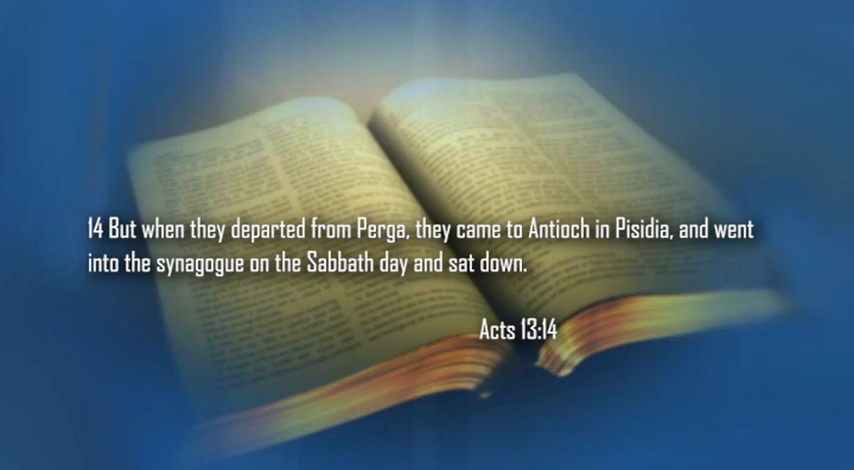 14 But when they departed from Perga, they came to Antioch in Pisidia, and went
into the synagogue on the Sabbath day and sat down.
Acts 13:14